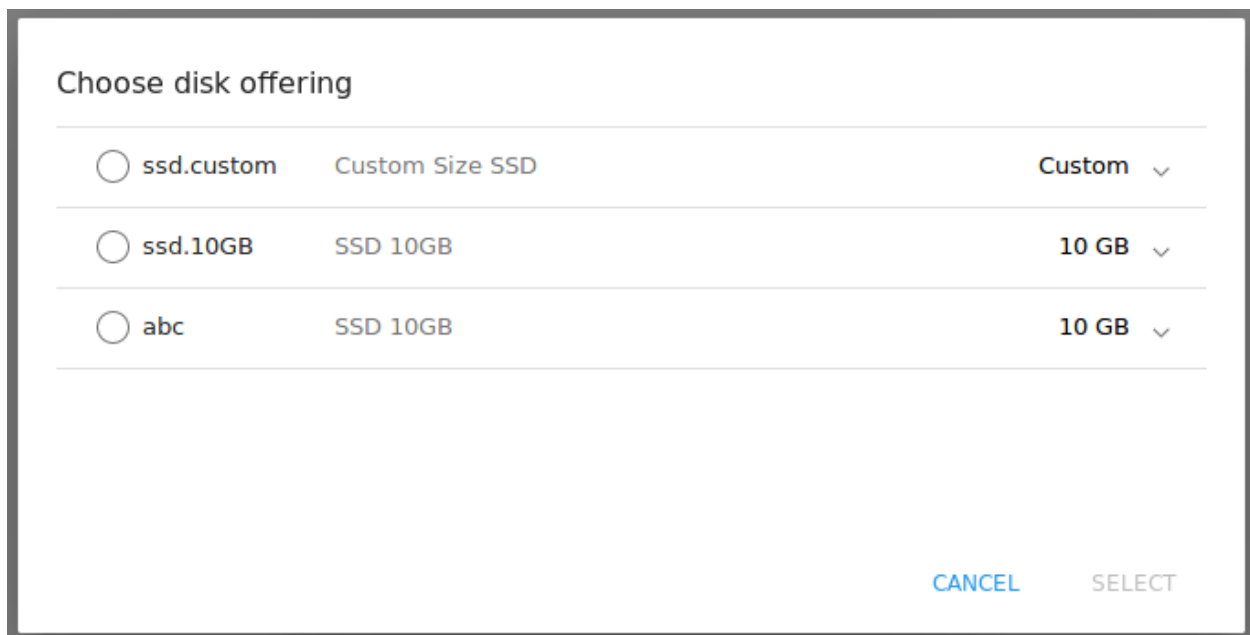 Choose disk offering
ssd.custom Custom Size SSD Custom
ssd.10GB SSD 10GB 10 GB
abc SSD 10GB 10 GB
CANCEL SELECT